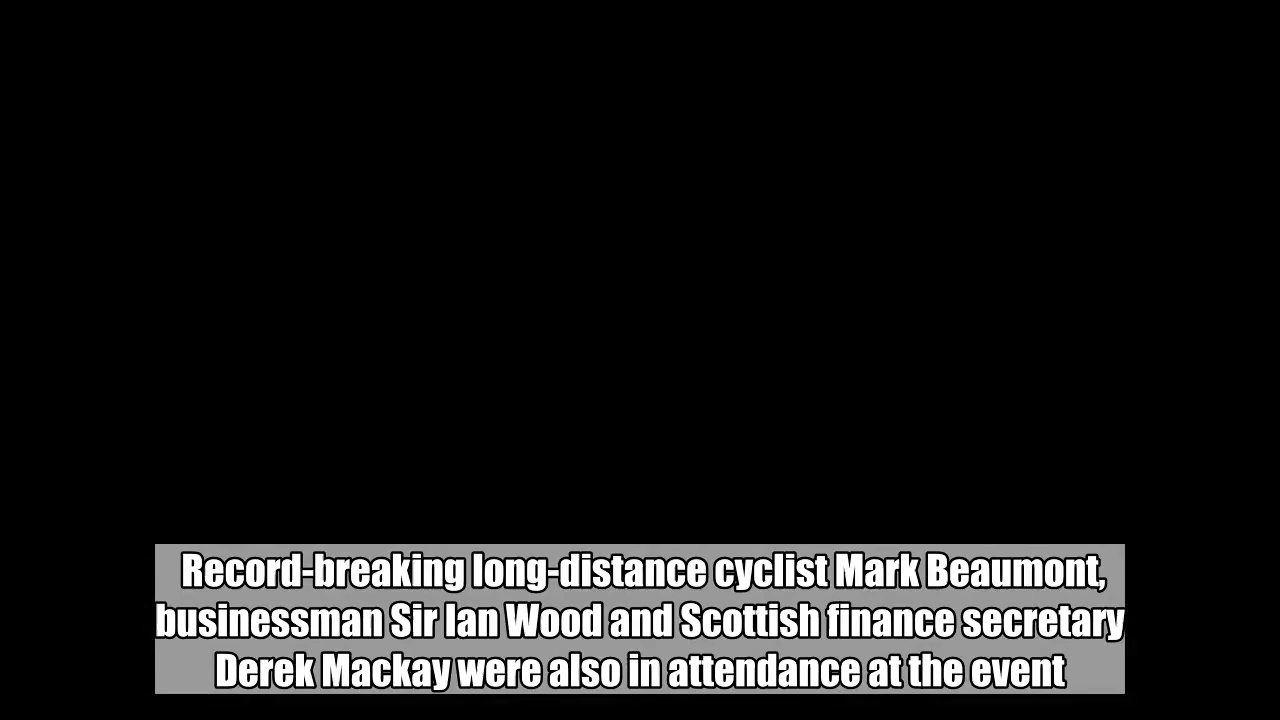 Record-breaking long-distance cyclist Mark Beaumont,
businessman Sir Ian Wood and Scottish finance secretary
Derek Mackay were also in attendance at the event